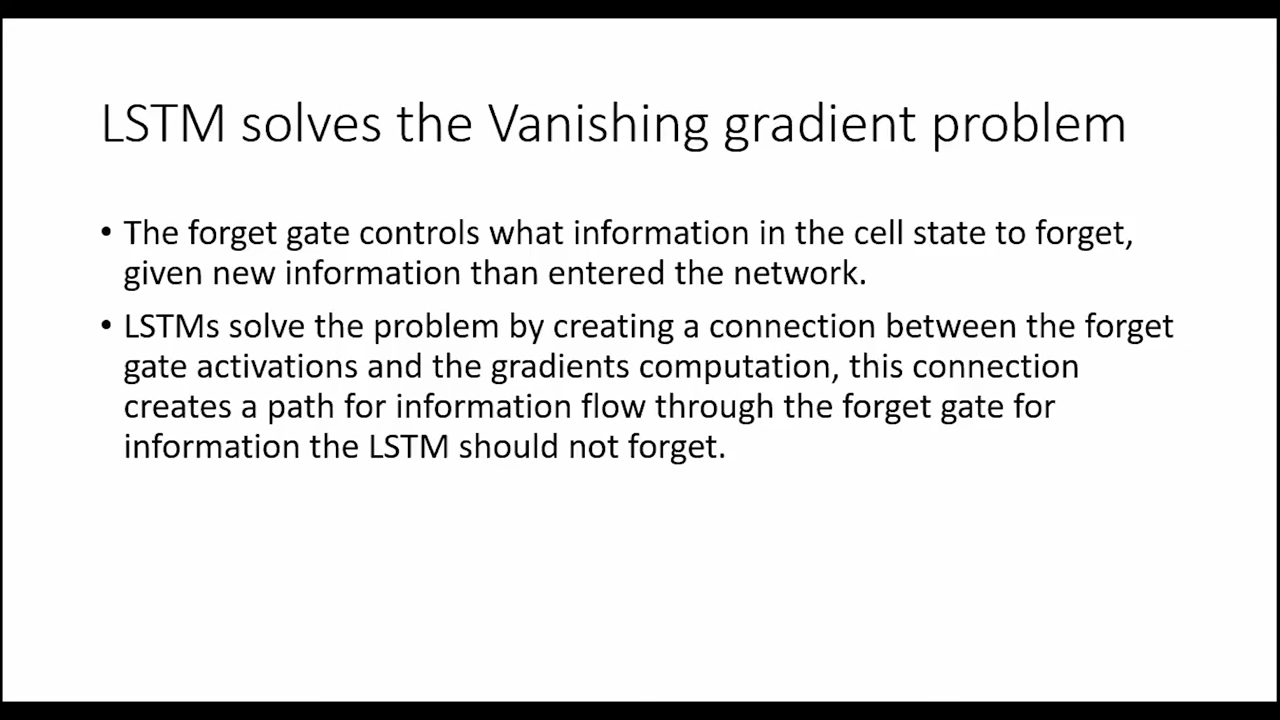 LSTM solves the Vanishing gradient problem
• The forget gate controls what information in the cell state to forget,
given new information than entered the network.
• LSTMs solve the problem by creating a connection between the forget
gate activations and the gradients computation, this connection
creates a path for information flow through the forget gate for
information the LSTM should not forget.